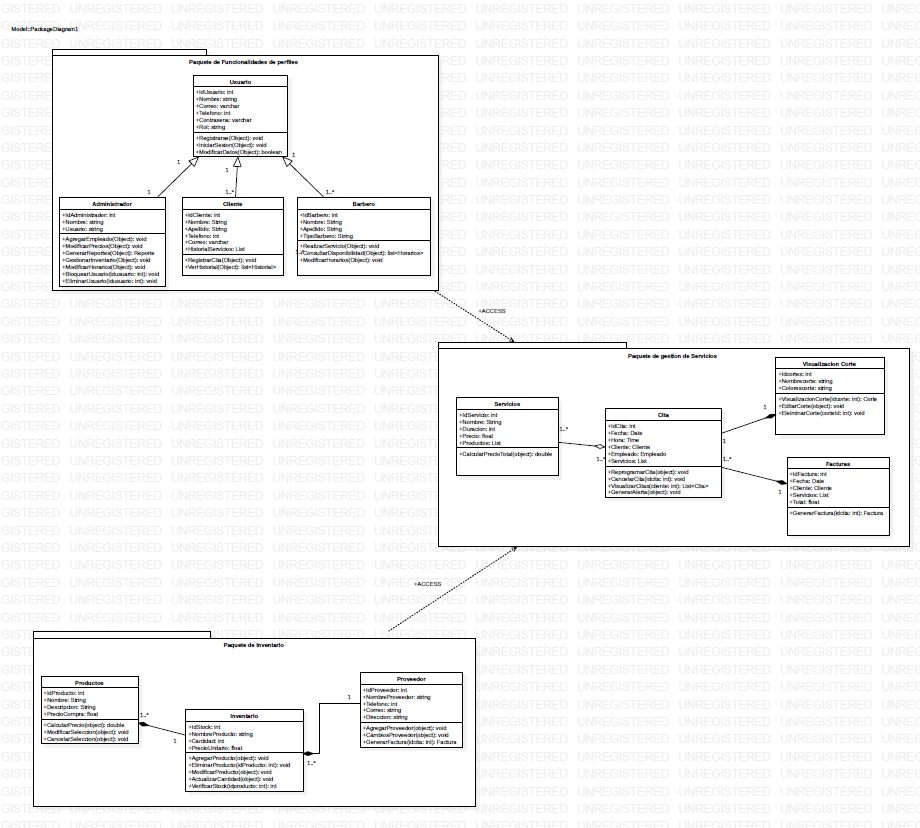 Model::PackageDiagram1
Paquete de Funcionalidades de perfiles
Usuario
+IdUsuario: int
+Nombre: string
+Correo: varchar
+Telefono: int
+Contrasena: varchar
+Rol: string
+Registrarse(Object): void
+IniciarSesion(Object): void
+ModificarDatos(Object): boolean
1
1
1
1
1..*
1..*
Administrador
+IdAdministrador: int
+Nombre: string
+Usuario: string
+AgregarEmpleado(Object): void
+ModificarPrecios(Object): void
+GenerarReportes(Object): Reporte
+GestionarInventario(Object): void
+ModificarHorarios(Object): void
+BloquearUsuario(idusuario: int): void
+EliminarUsuario(idusuario: int): void
Cliente
+IdCliente: int
+Nombre: String
+Apellido: String
+Telefono: int
+Correo: varchar
+HistorialServicios: List
+RegistrarCita(Object): void
+VerHistorial(Object): list<Historial>
Barbero
+IdBarbero: int
+Nombre: String
+Apellido: String
+TipoBarbero: String
+RealizarServicio(Object): void
+ConsultarDisponibilidad(Object): list<Horarios>
+ModificarHorarios(Object): void
1..*
+ACCESS
Paquete de gestion de Servicios
Servicios
+IdServicio: int
+Nombre: String
+Duracion: int
+Precio: float
+Productos: List
+CalcularPrecioTotal(object): double
1..*
1..*
Cita
+IdCita: int
+Fecha: Date
+Hora: Time
+Cliente: Cliente
+Empleado: Empleado
+Servicios: List
+ReprogramarCita(object): void
+CancelarCita(idcita: int): void
+VisualizarCitas(cliente: int): List<Cita>
+GenerarAlerta(object): void
1
1
Visualizacion Corte
+Idcortes: int
+Nombrecorte: string
+Colorescorte: string
+VisualizacionCorte(idcorte: int): Corte
+EditarCorte(object): void
+EleiminarCorte(corteId: int): void
1..*
1
Facturas
+IdFactura: int
+Fecha: Date
+Cliente: Cliente
+Servicios: List
+Total: float
+GenerarFactura(idcita: int): Factura
+ACCESS
Paquete de Inventario
Productos
+IdProducto: int
+Nombre: String
+Descripcion: String
+PrecioCompra: float
+CalcularPrecio(object): double
+ModificarSeleccion(object): void
+CancelarSeleccion(object): void
1..*
1
Inventario
+IdStock: int
+NombreProducto: string
+Cantidad: int
+PrecioUnitario: float
+AgregarProducto(object): void
+EliminarProducto(idProducto: int): void
+ModificarProducto(object): void
+ActualizarCantidad(object): void
+VerificarStock(idproducto: int): int
1
1..*
Proveedor
+IdProveedor: int
+NombreProveedor: string
+Telefono: int
+Correo: string
+Direccion: string
+AgregarProveedor(object): void
+CambiosProveedor(object): void
+GenerarFactura(idcita: int): Factura
UNREGISTERED